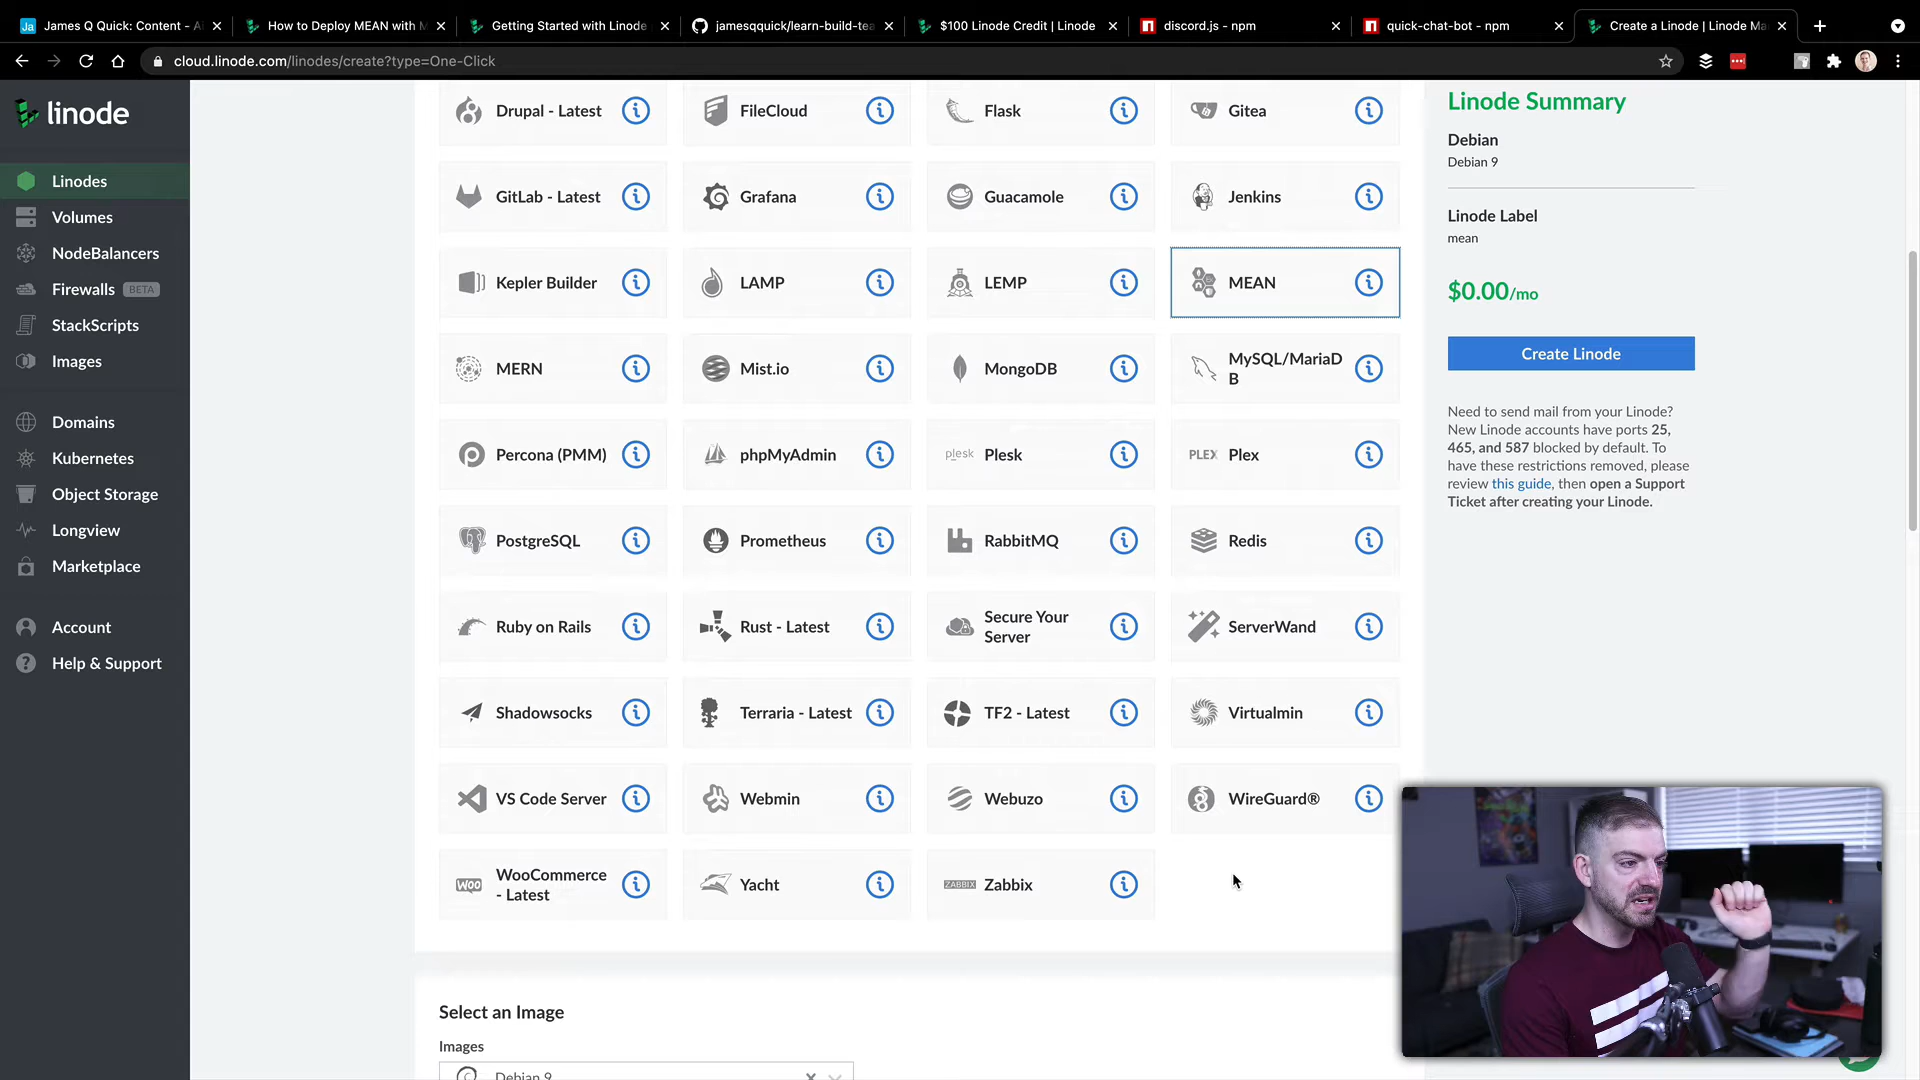 James Q Quick: Content - A
How to Deploy MEAN with M
Getting Started with Linode
jamesqquick/learn-build-tea
$100 Linode Credit | Linode
discord.js - npm
quick-chat-bot - npm
Create a Linode | Linode Ma
cloud.linode.com/linodes/create?type=One-Click
linode
Linodes
Volumes
NodeBalancers
Firewalls BETA
StackScripts
Images
Domains
Kubernetes
Object Storage
Longview
Marketplace
Account
Help & Support
Drupal - Latest
FileCloud
Flask
Gitea
GitLab - Latest
Grafana
Guacamole
Jenkins
Kepler Builder
LAMP
LEMP
MEAN
MERN
Mist.io
MongoDB
MySQL/MariaD
B
Percona (PMM)
phpMyAdmin
plesk Plesk
PLEX Plex
PostgreSQL
Prometheus
RabbitMQ
Redis
Ruby on Rails
Rust - Latest
Secure Your
Server
ServerWand
Shadowsocks
Terraria - Latest
TF2 - Latest
Virtualmin
VS Code Server
Webmin
Webuzo
WireGuard®
WOO WooCommerce
- Latest
Yacht
ZABBIX Zabbix
Select an Image
Images
Debian 9
Linode Summary
Debian
Debian 9
Linode Label
mean
$0.00/mo
Create Linode
Need to send mail from your Linode?
New Linode accounts have ports 25,
465, and 587 blocked by default. To
have these restrictions removed, please
review this guide, then open a Support
Ticket after creating your Linode.